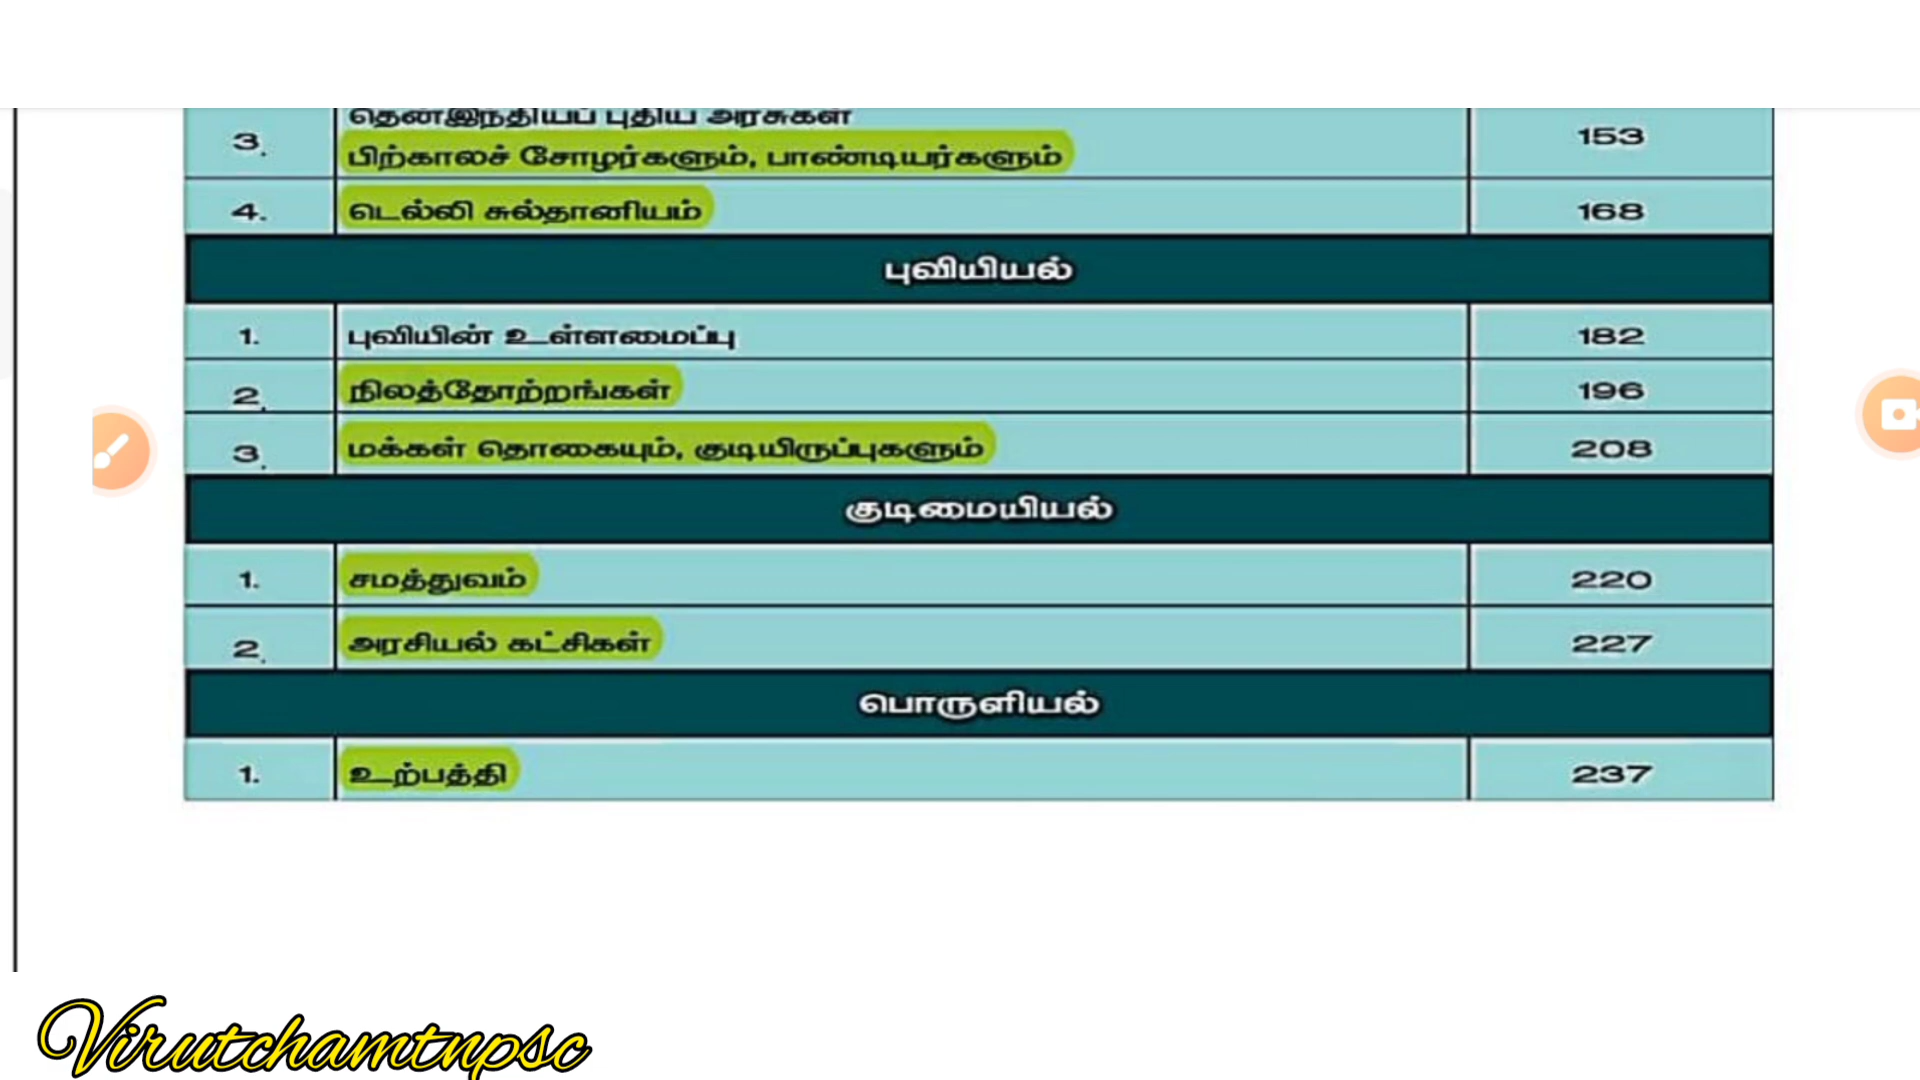 தென்இந்தியப் புதிய அரசுகள்
3. பிற்காலச் சோழர்களும், பாண்டியர்களும் 153
4. டெல்லி சுல்தானியம் 168
புவியியல்
1. புவியின் உள்ளமைப்பு 182
2. நிலத்தோற்றங்கள் 196
3. மக்கள் தொகையும், குடியிருப்புகளும் 208
குடிமையியல்
1. சமத்துவம் 220
2. அரசியல் கட்சிகள் 227
பொருளியல்
1. உற்பத்தி 237
Virutchamtnpsc